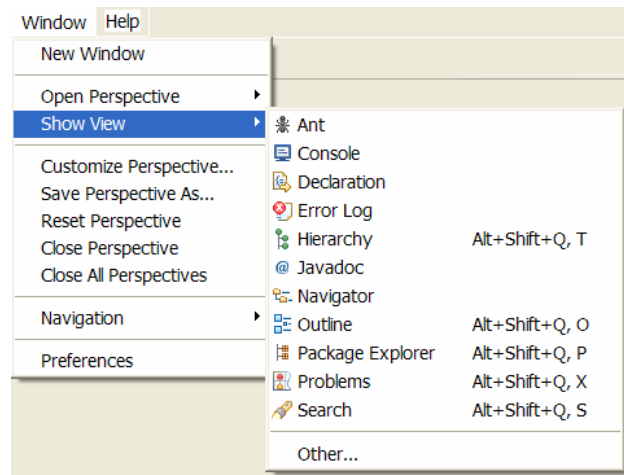 Window Help
New Window
Open Perspective
Show View
Customize Perspective...
Save Perspective As...
Reset Perspective
Close Perspective
Close All Perspectives
Navigation
Preferences
Ant
Console
Declaration
Error Log
Hierarchy Alt+Shift+Q, T
Javadoc
Navigator
Outline Alt+Shift+Q, O
Package Explorer Alt+Shift+Q, P
Problems Alt+Shift+Q, X
Search Alt+Shift+Q, S
Other...